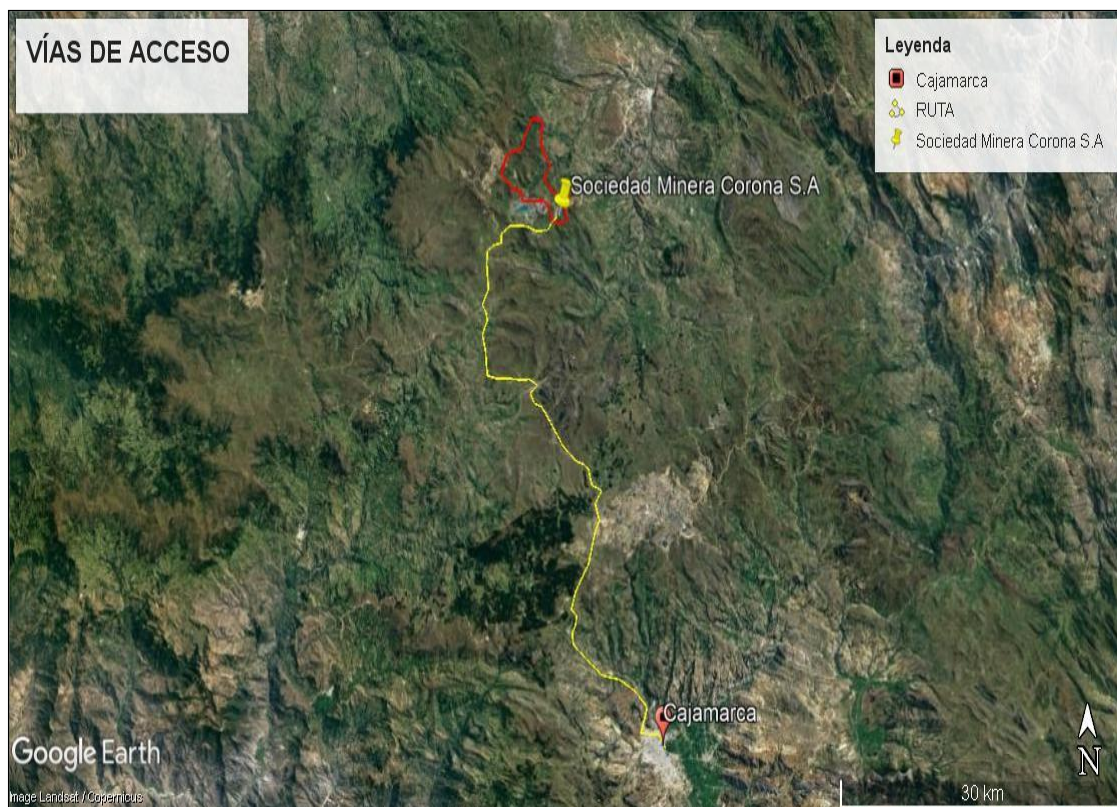 VÍAS DE ACCESO
Leyenda
Cajamarca
RUTA
Sociedad Minera Corona S.A
Sociedad Minera Corona S.A
Cajamarca
Google Earth
N
Image Landsat / Copernicus
30 km